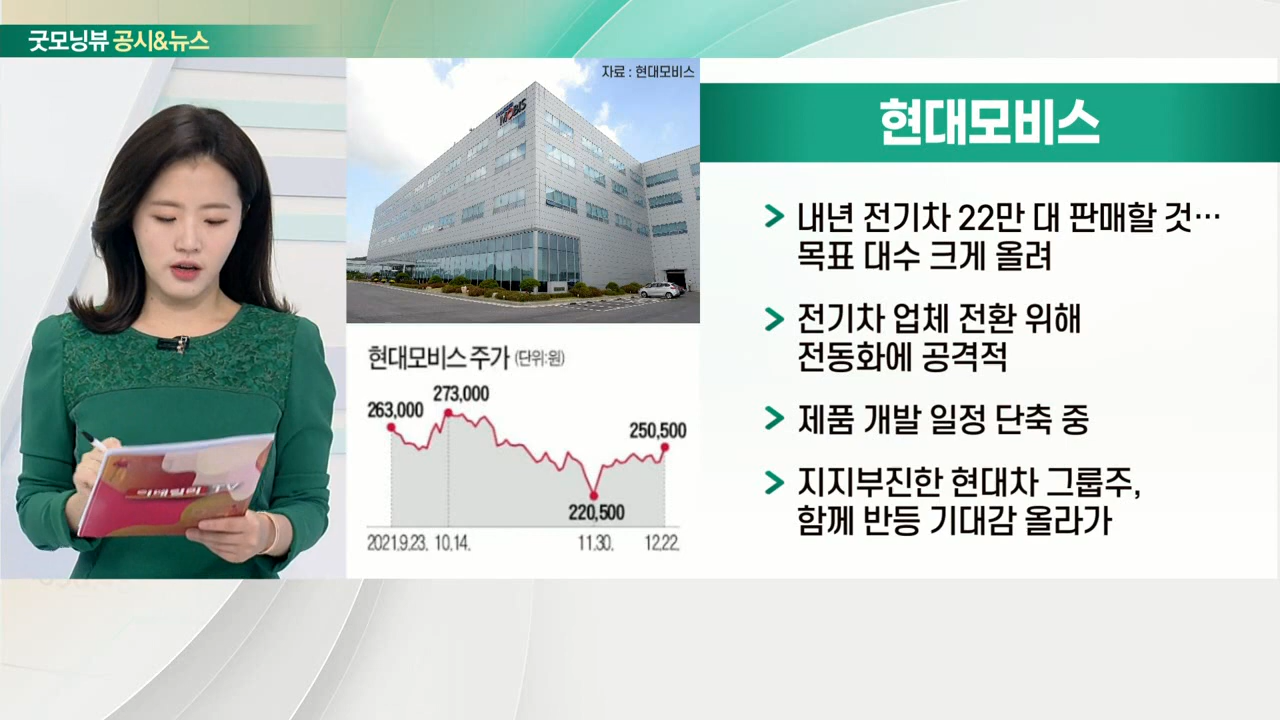 굿모닝뷰 공시&뉴스
자료 : 현대모비스
MOBIS
현대모비스
> 내년 전기차 22만 대 판매할 것…
목표 대수 크게 올려
> 전기차 업체 전환 위해
전동화에 공격적
> 제품 개발 일정 단축 중
> 지지부진한 현대차 그룹주,
함께 반등 기대감 올라가
현대모비스 주가 (단위:원)
263,000
273,000
250,500
220,500
2021.9.23. 10.14. 11.30. 12.22.
이데일리 TV